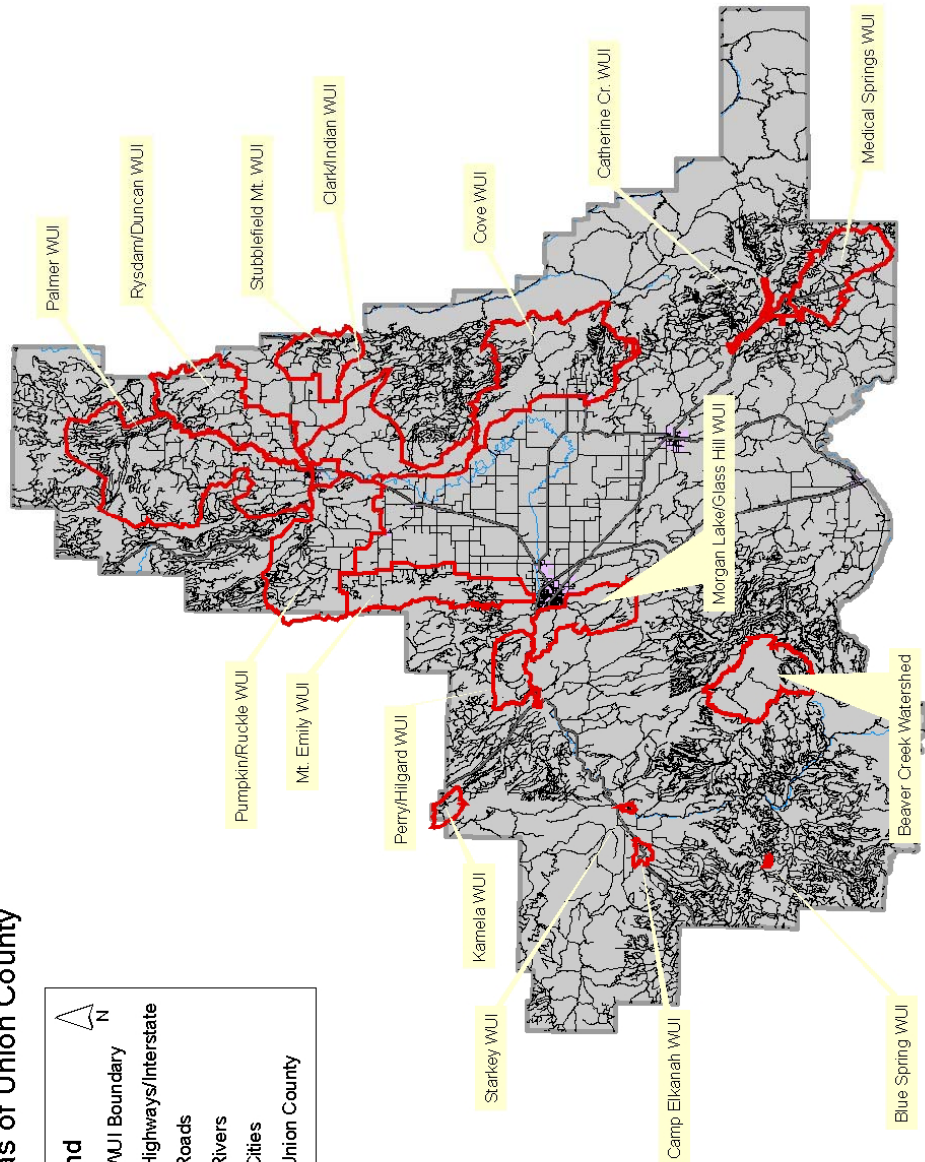 as of Union County
nd
N
WUI Boundary
Highways/Interstate
Roads
Rivers
Cities
Union County
Palmer WUI
Rysdam/Duncan WUI
Stubblefield Mt. WUI
Clark/Indian WUI
Cove WUI
Catherine Cr. WUI
Medical Springs WUI
Pumpkin/Ruckle WUI
Mt. Emily WUI
Perry/Hilgard WUI
Kamela WUI
Starkey WUI
Camp Elkanah WUI
Blue Spring WUI
Morgan Lake/Glass Hill WUI
Beaver Creek Watershed